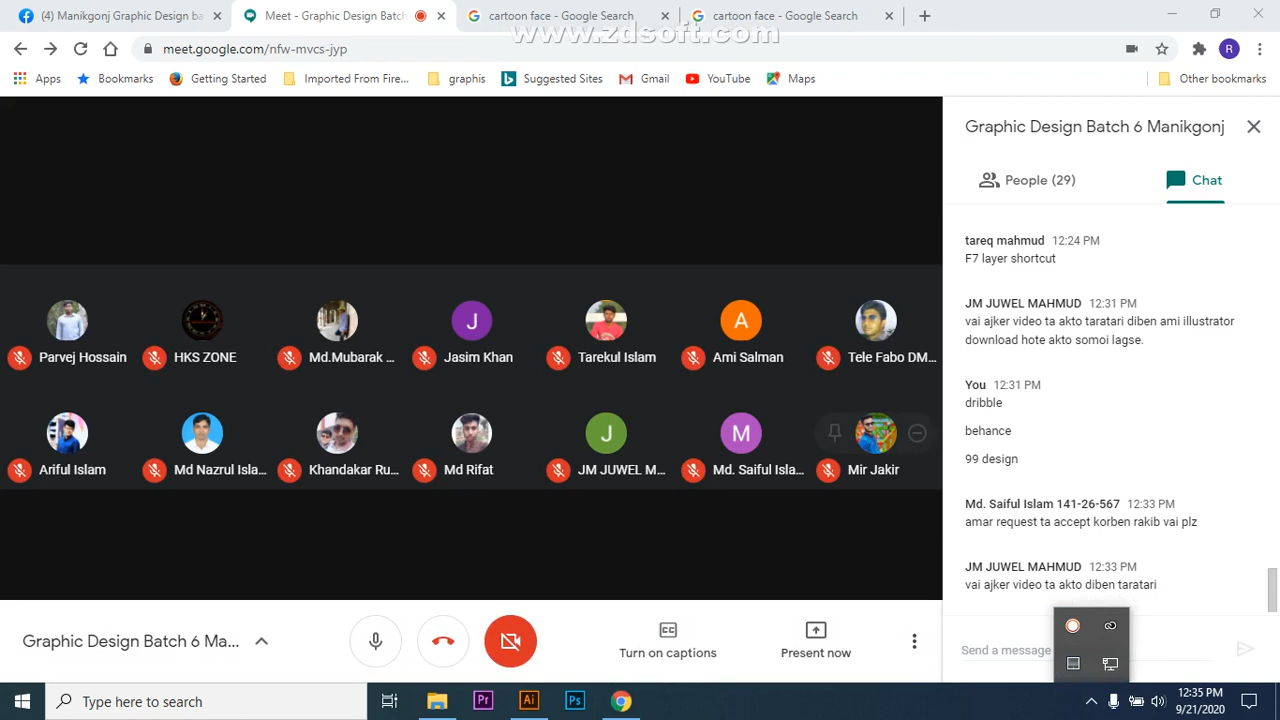 (4) Manikgonj Graphic Design ba
Meet - Graphic Design Batch
cartoon face - Google Search
cartoon face - Google Search
www.zdsoft.com
meet.google.com/nfw-mvcs-jyp
R
Apps
Bookmarks
Getting Started
Imported From Fire...
graphis
Suggested Sites
Gmail
YouTube
Maps
Other bookmarks
Graphic Design Batch 6 Manikgonj
People (29)
Chat
tareq mahmud 12:24 PM
F7 layer shortcut
JM JUWEL MAHMUD 12:31 PM
vai ajker video ta akto taratari diben ami illustrator
download hote akto somoi lagse.
You 12:31 PM
dribble
behance
99 design
Md. Saiful Islam 141-26-567 12:33 PM
amar request ta accept korben rakib vai plz
JM JUWEL MAHMUD 12:33 PM
vai ajker video ta akto diben taratari
Send a message
J
A
Parvej Hossain
HKS ZONE
Md.Mubarak ...
Jasim Khan
Tarekul Islam
Ami Salman
Tele Fabo DM...
J
M
Ariful Islam
Md Nazrul Isla...
Khandakar Ru...
Md Rifat
JM JUWEL M...
Md. Saiful Isla...
Mir Jakir
Graphic Design Batch 6 Ma...
CC
Turn on captions
Present now
Type here to search
Pr
Ai
Ps
12:35 PM
9/21/2020